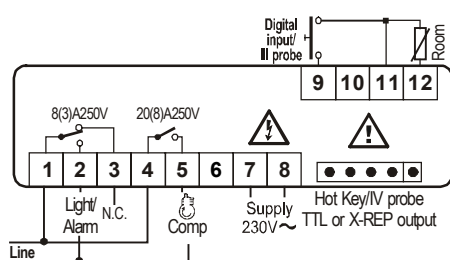 Digital
input/
III probe
Room
9 10 11 12
8(3)A250V
20(8)A250V
1 2 3 4 5 6 7 8
Light/
Alarm
N.C.
Comp
Supply
230V~
Hot Key/IV probe
TTL or X-REP output
Line